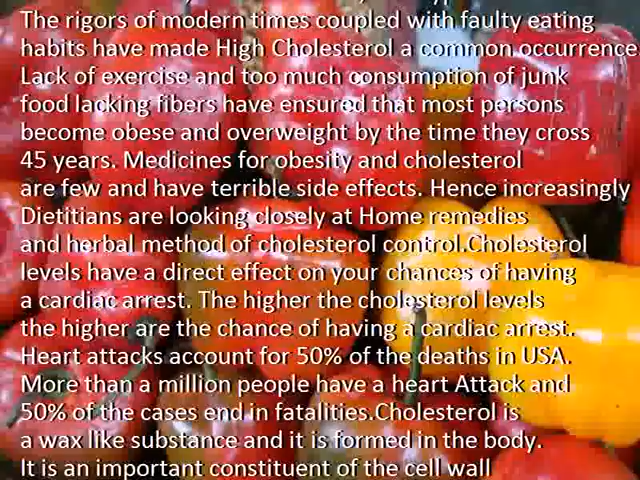 The rigors of modern times coupled with faulty eating
habits have made High Cholesterol a common occurrence
Lack of exercise and too much consumption of junk
food lacking fibers have ensured that most persons
become obese and overweight by the time they cross
45 years. Medicines for obesity and cholesterol
are few and have terrible side effects. Hence increasingly
Dietitians are looking closely at Home remedies
and herbal method of cholesterol control.Cholesterol
levels have a direct effect on your chances of having
a cardiac arrest. The higher the cholesterol levels
the higher are the chance of having a cardiac arrest.
Heart attacks account for 50% of the deaths in USA.
More than a million people have a heart Attack and
50% of the cases end in fatalities.Cholesterol is
a wax like substance and it is formed in the body.
It is an important constituent of the cell wall